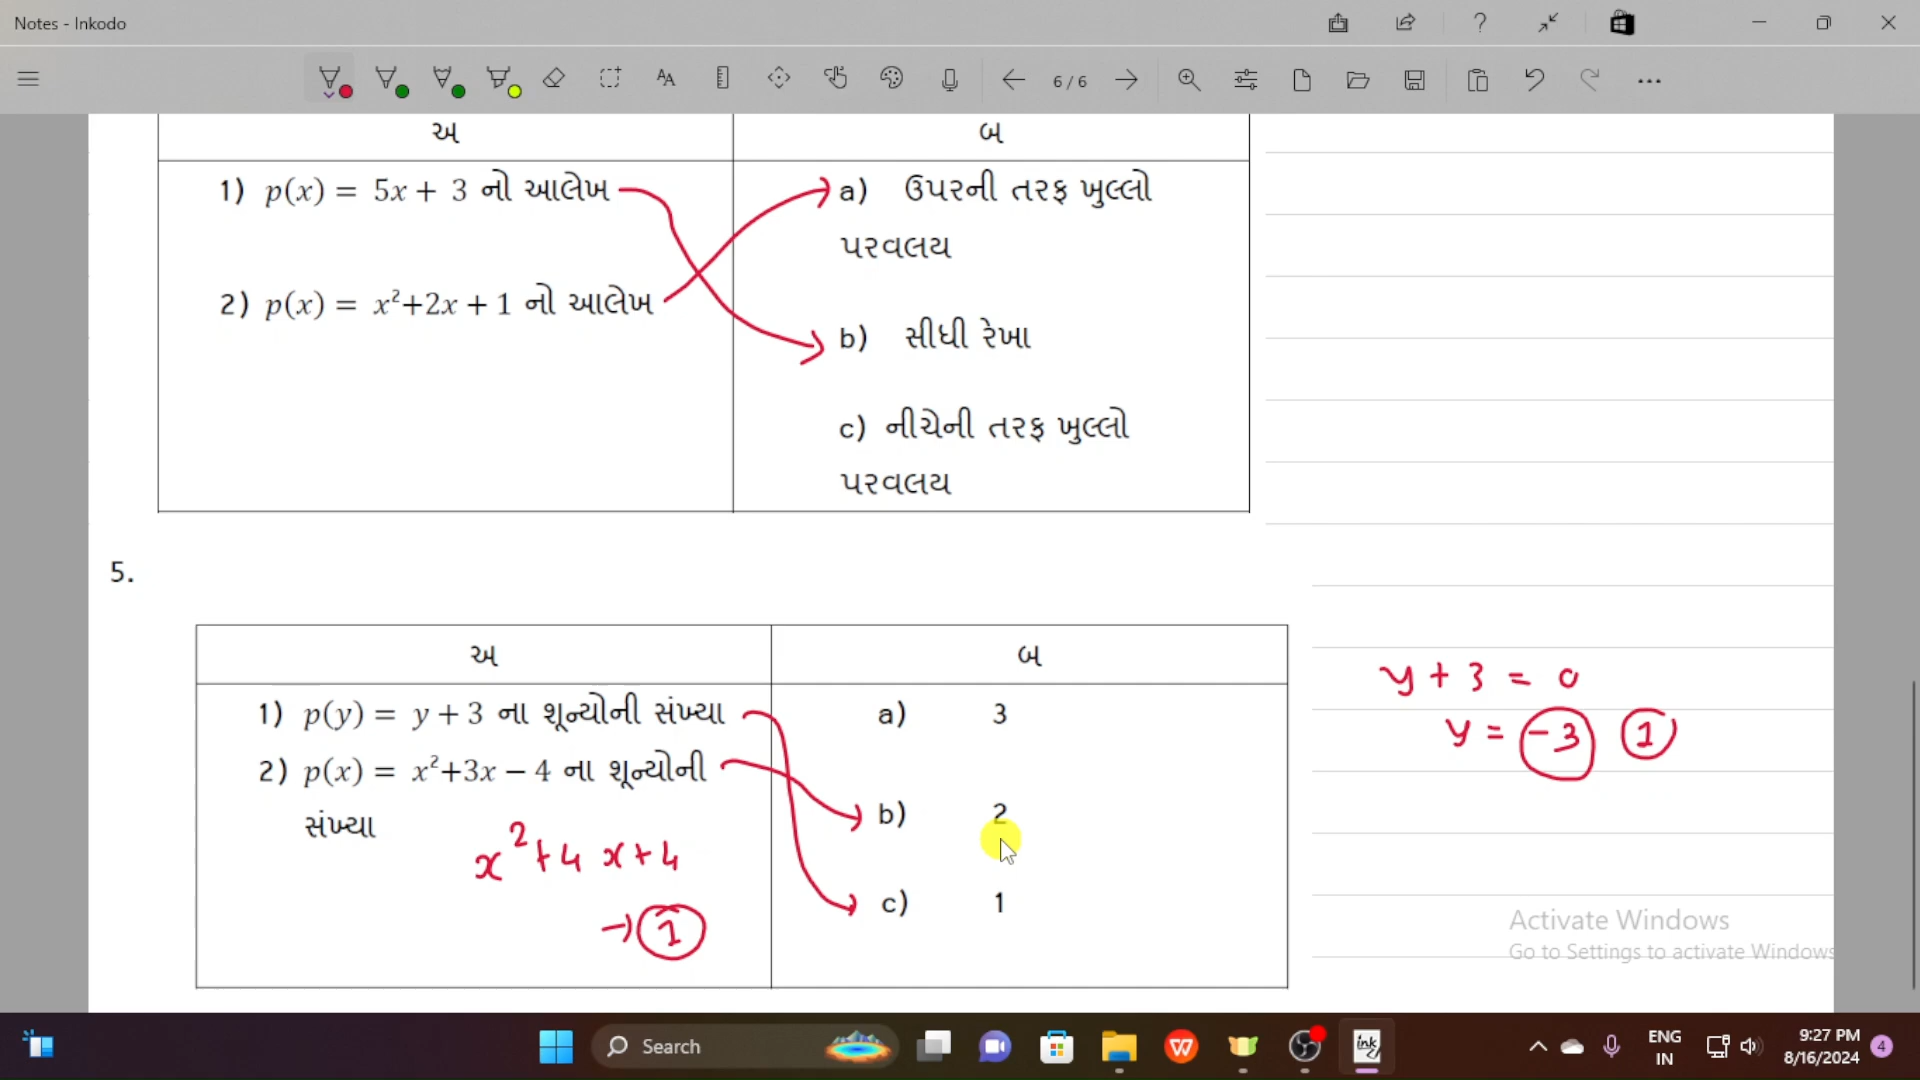 Notes - Inkodo
6 / 6
અ
બ
1) p(x) = 5x + 3 નો આલેખ
a) ઉપરની તરફ ખુલ્લો
પરવલય
2) p(x) = x²+2x + 1 નો આલેખ
b) સીધી રેખા
c) નીચેની તરફ ખુલ્લો
પરવલય
5.
અ
બ
1) p(y) = y + 3 ના શૂન્યોની સંખ્યા
a) 3
2) p(x) = x²+3x − 4 ના શૂન્યોની
સંખ્યા
b) 2
c) 1
x² + 4x + 4
→ 1
y + 3 = 0
y = -3 1
Activate Windows
Go to Settings to activate Windows
Search
ink
ENG
IN
9:27 PM
8/16/2024
4